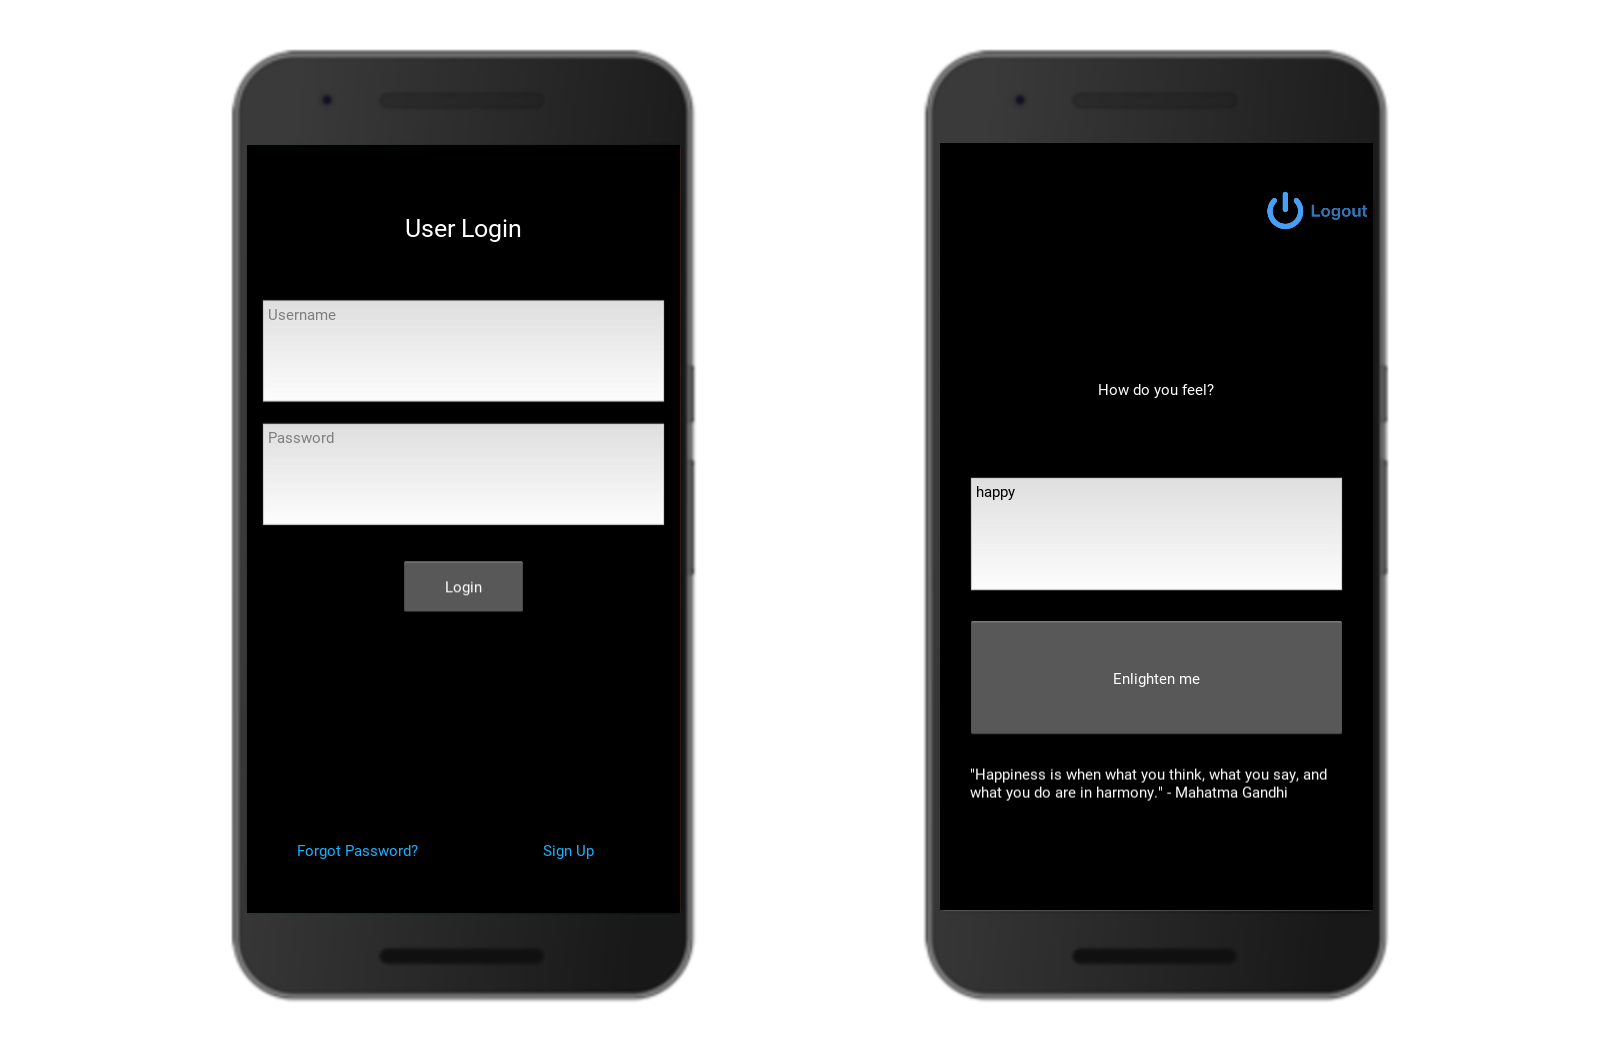 User Login
Username
Password
Login
Forgot Password?
Sign Up
Logout
How do you feel?
happy
Enlighten me
"Happiness is when what you think, what you say, and
what you do are in harmony." - Mahatma Gandhi